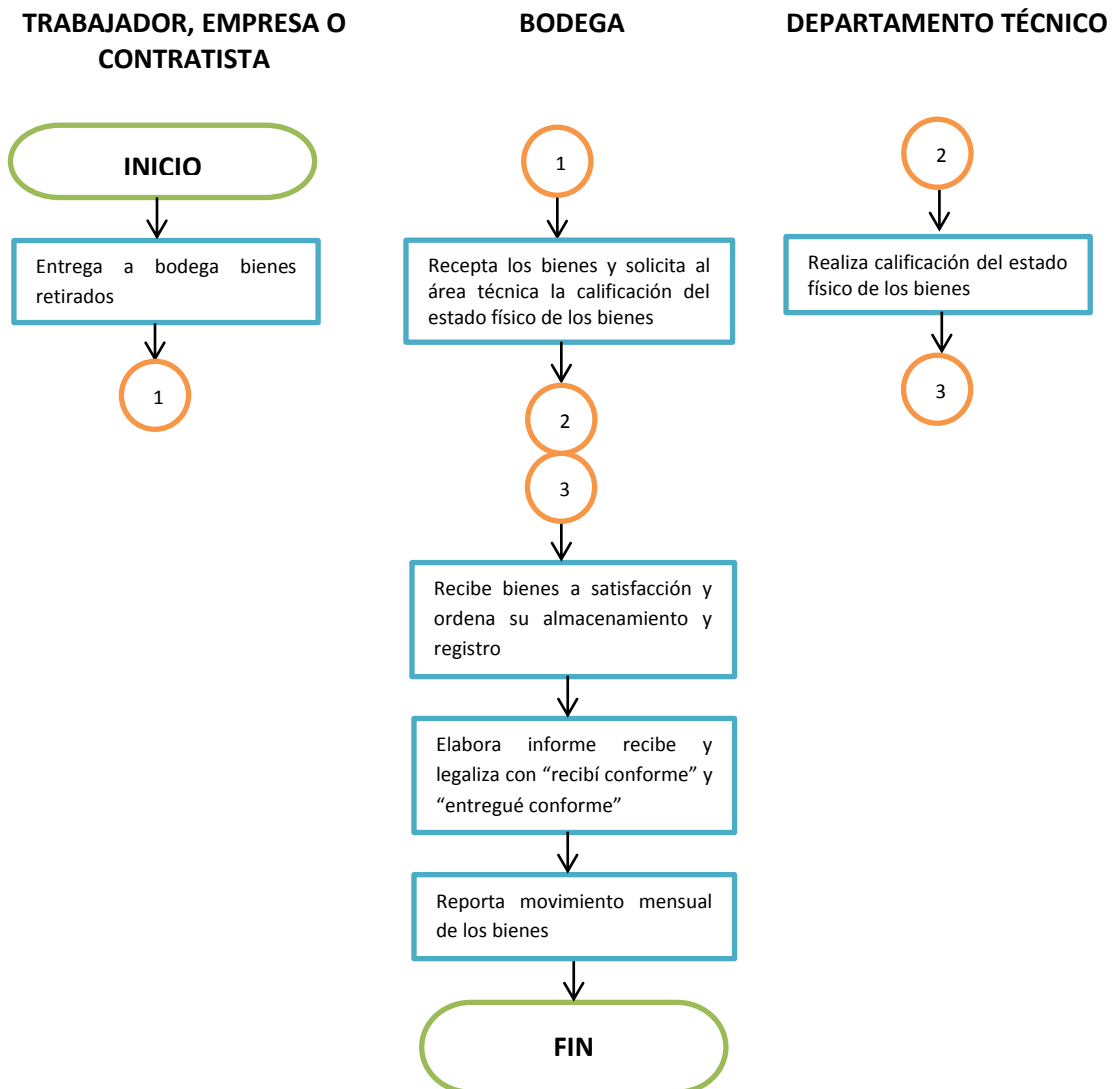 TRABAJADOR, EMPRESA O
CONTRATISTA
INICIO
Entrega a bodega bienes
retirados
1
BODEGA
1
Recepta los bienes y solicita al
área técnica la calificación del
estado físico de los bienes
2
3
Recibe bienes a satisfacción y
ordena su almacenamiento y
registro
Elabora informe recibe y
legaliza con “recibí conforme” y
“entregué conforme”
Reporta movimiento mensual
de los bienes
FIN
DEPARTAMENTO TÉCNICO
2
Realiza calificación del estado
físico de los bienes
3